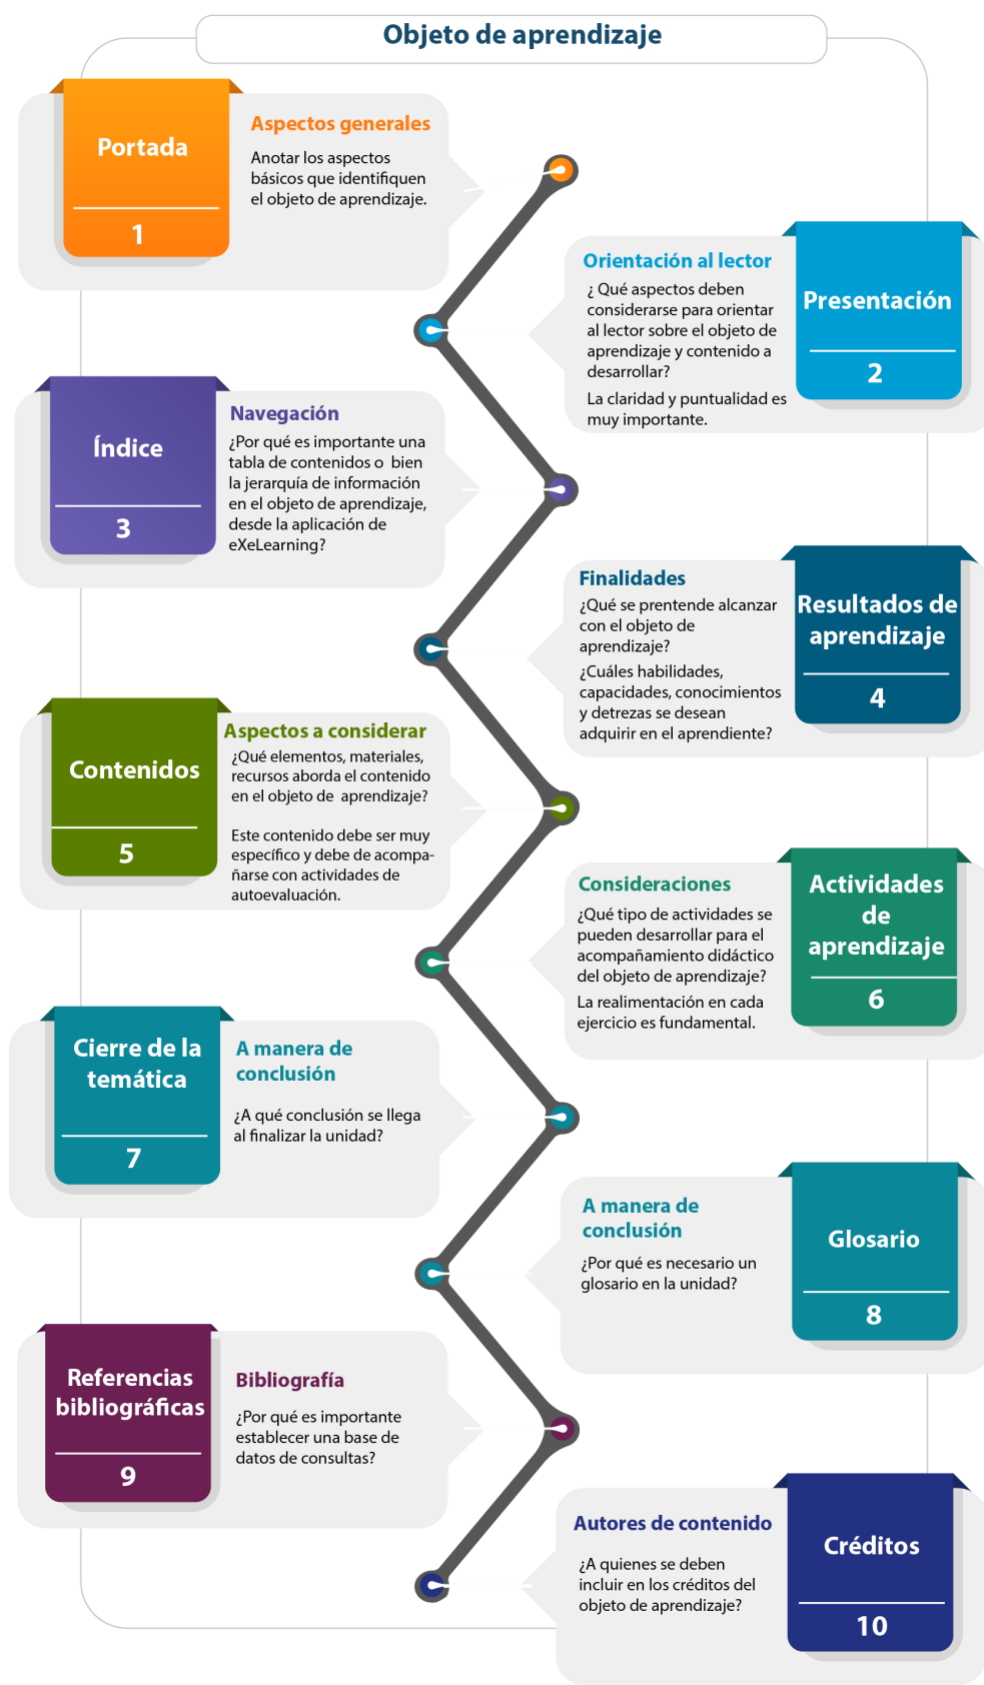 Objeto de aprendizaje
Portada
1
Aspectos generales
Anotar los aspectos
básicos que identifiquen
el objeto de aprendizaje.
Orientación al lector
¿ Qué aspectos deben
considerarse para orientar
al lector sobre el objeto de
aprendizaje y contenido a
desarrollar?
La claridad y puntualidad es
muy importante.
Presentación
2
Índice
3
Navegación
¿Por qué es importante una
tabla de contenidos o bien
la jerarquía de información
en el objeto de aprendizaje,
desde la aplicación de
eXeLearning?
Finalidades
¿Qué se prentende alcanzar
con el objeto de
aprendizaje?
¿Cuáles habilidades,
capacidades, conocimientos
y detrezas se desean
adquirir en el aprendiente?
Resultados de
aprendizaje
4
Contenidos
5
Aspectos a considerar
¿Qué elementos, materiales,
recursos aborda el contenido
en el objeto de aprendizaje?
Este contenido debe ser muy
específico y debe de acompa-
ñarse con actividades de
autoevaluación.
Consideraciones
¿Qué tipo de actividades se
pueden desarrollar para el
acompañamiento didáctico
del objeto de aprendizaje?
La realimentación en cada
ejercicio es fundamental.
Actividades
de
aprendizaje
6
Cierre de la
temática
7
A manera de
conclusión
¿A qué conclusión se llega
al finalizar la unidad?
A manera de
conclusión
¿Por qué es necesario un
glosario en la unidad?
Glosario
8
Referencias
bibliográficas
9
Bibliografía
¿Por qué es importante
establecer una base de
datos de consultas?
Autores de contenido
¿A quienes se deben
incluir en los créditos del
objeto de aprendizaje?
Créditos
10